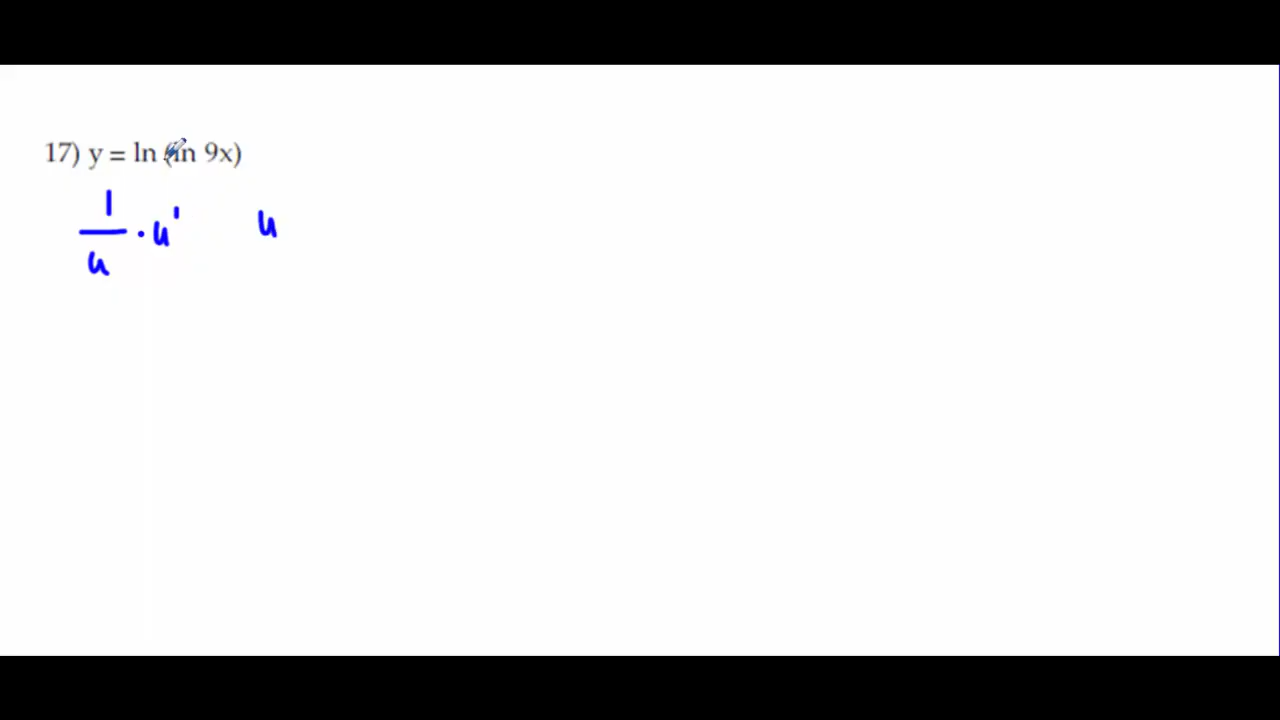 17) y = ln (ln 9x)
1/u · u' u